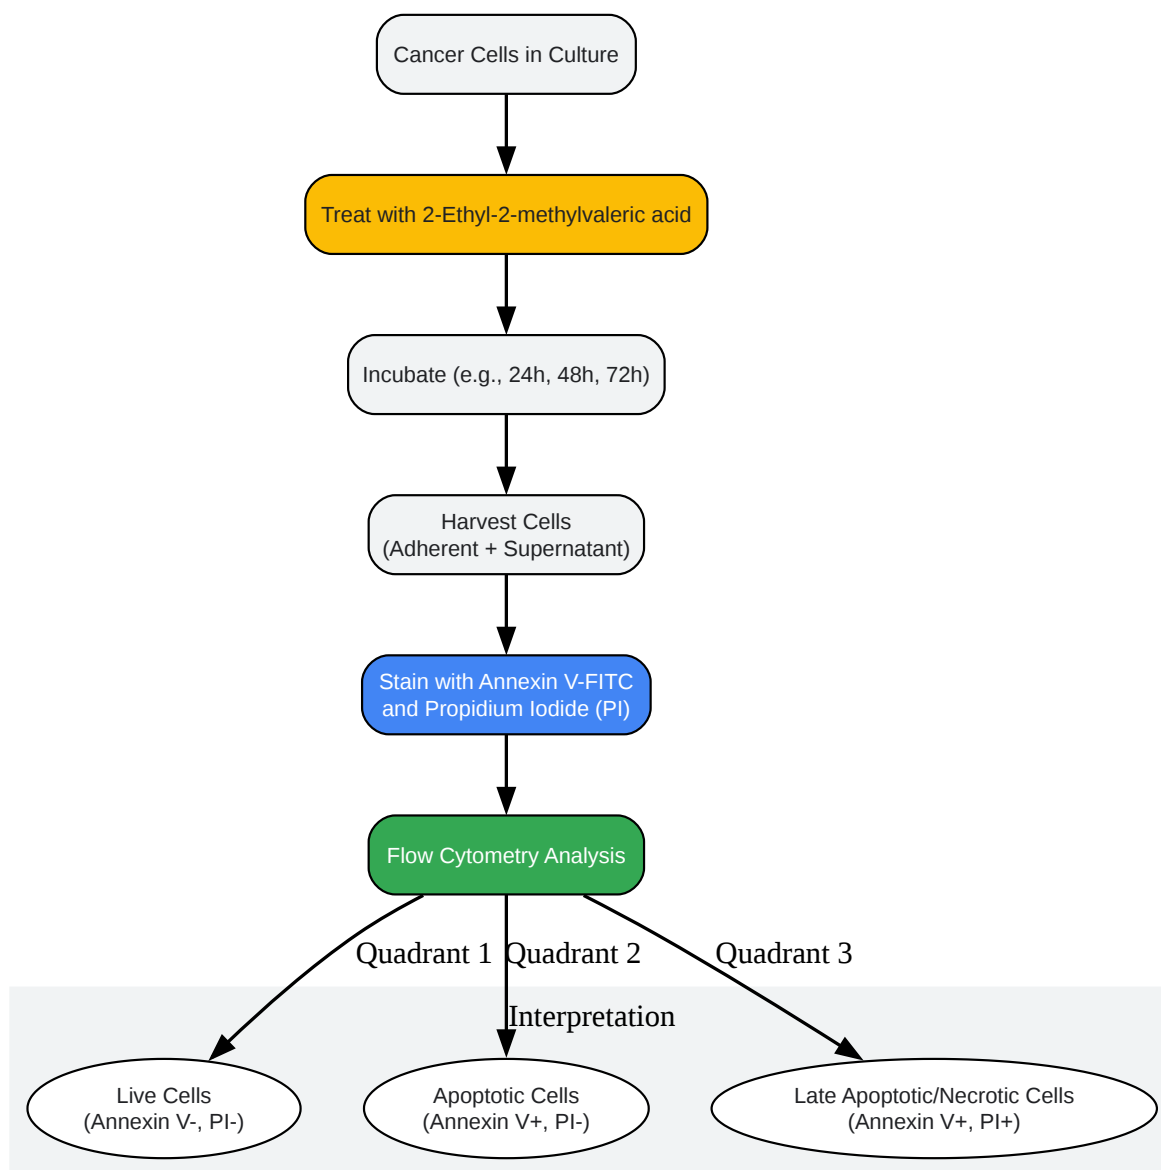 Cancer Cells in Culture
Treat with 2-Ethyl-2-methylvaleric acid
Incubate (e.g., 24h, 48h, 72h)
Harvest Cells
(Adherent + Supernatant)
Stain with Annexin V-FITC
and Propidium Iodide (PI)
Flow Cytometry Analysis
Quadrant 1
Quadrant 2
Quadrant 3
Interpretation
Live Cells
(Annexin V-, PI-)
Apoptotic Cells
(Annexin V+, PI-)
Late Apoptotic/Necrotic Cells
(Annexin V+, PI+)